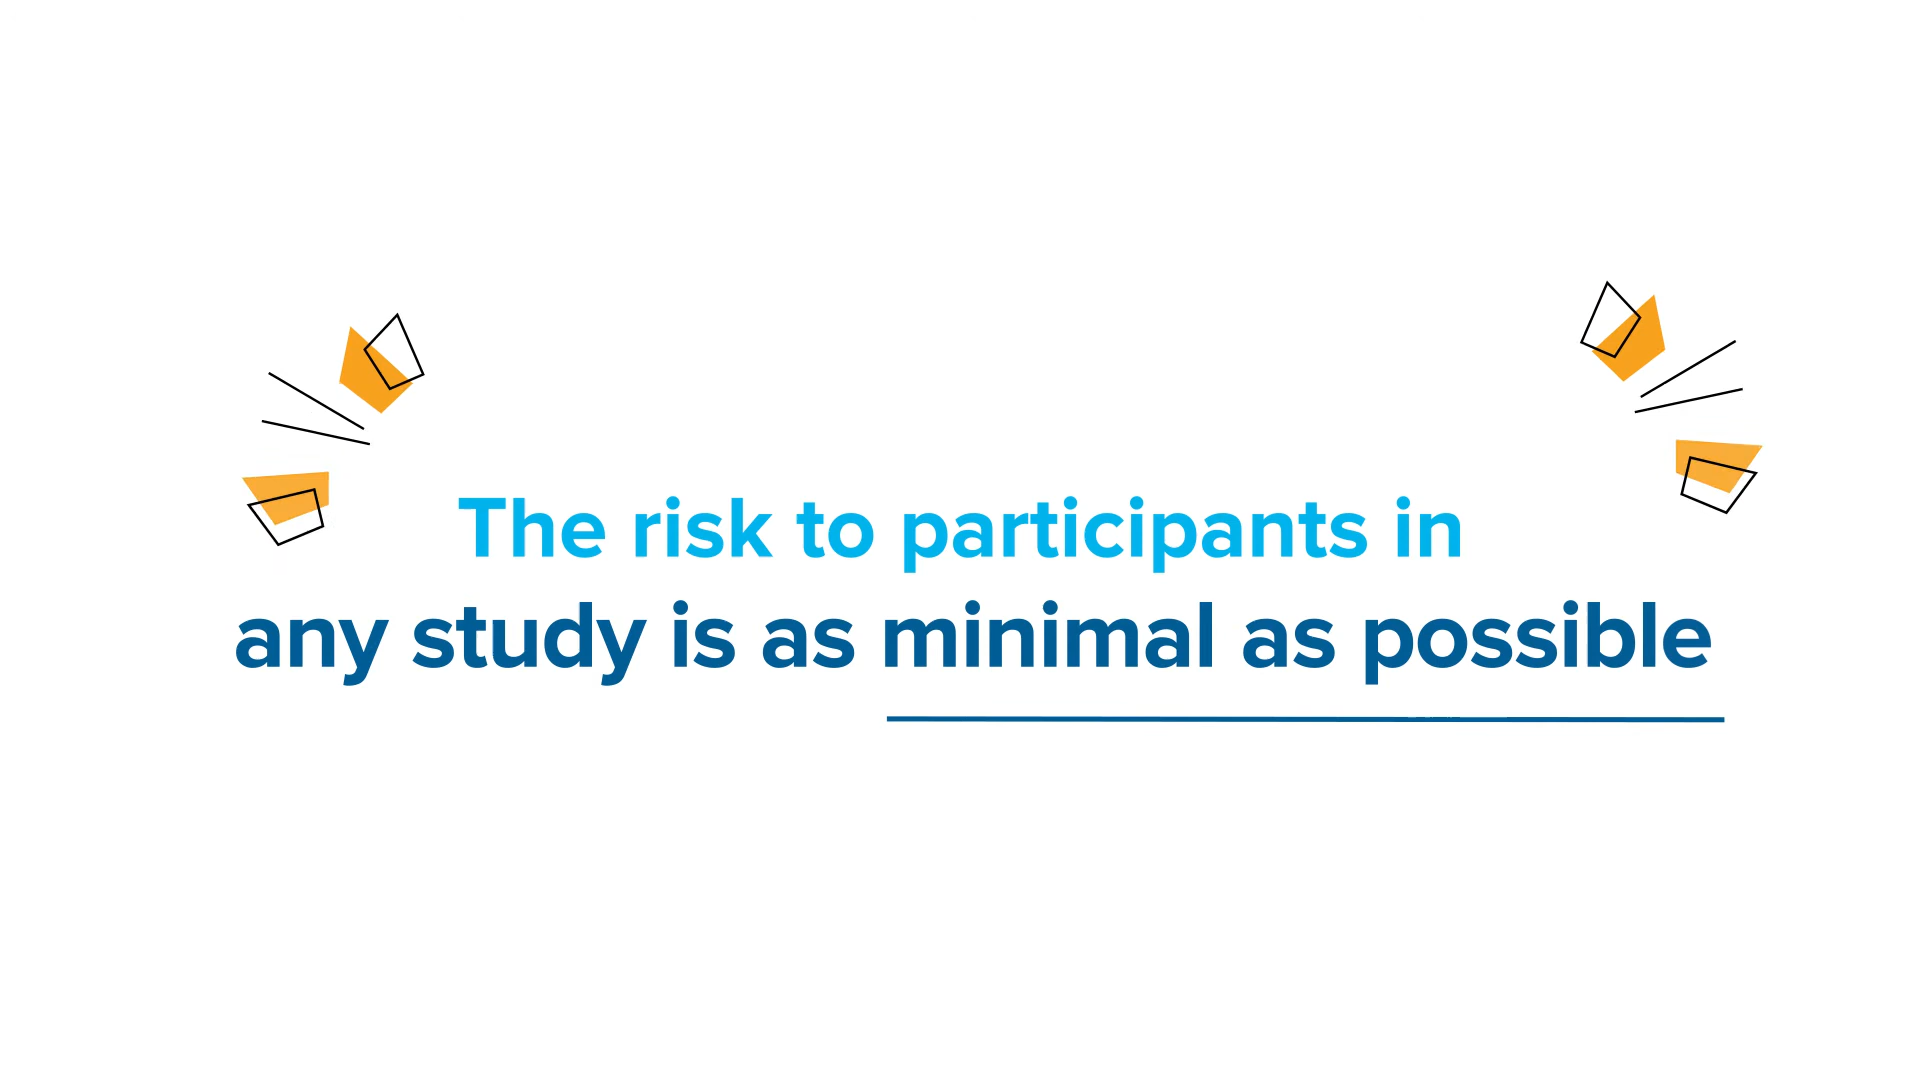 The risk to participants in
any study is as minimal as possible